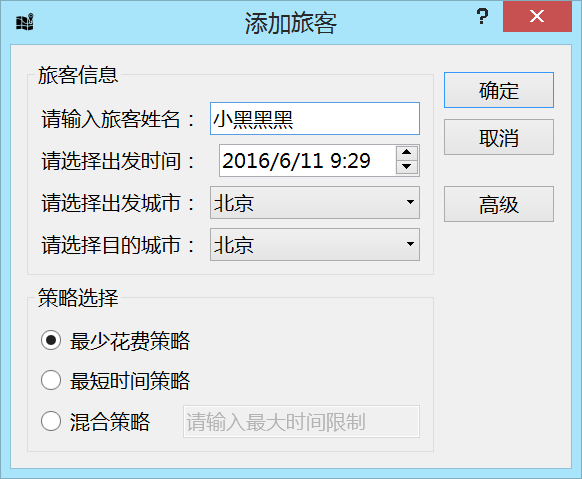 添加旅客
?
旅客信息
请输入旅客姓名：
小黑黑黑
请选择出发时间：
2016/6/11 9:29
请选择出发城市：
北京
请选择目的城市：
北京
确定
取消
高级
策略选择
最少花费策略
最短时间策略
混合策略
请输入最大时间限制